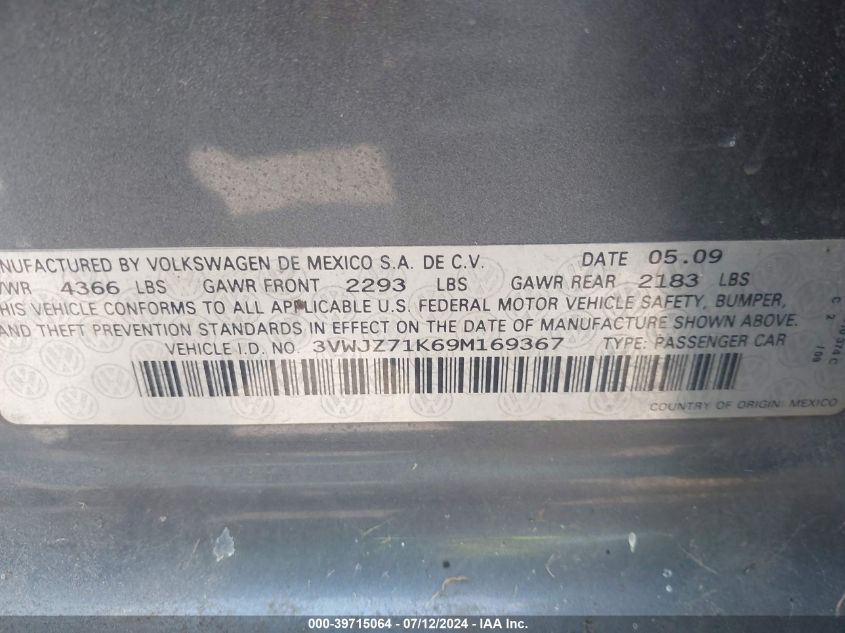 NUFACTURED BY VOLKSWAGEN DE MEXICO S.A. DE C.V. DATE 05.09
WR 4366 LBS GAWR FRONT 2293 LBS GAWR REAR 2183 LBS
HIS VEHICLE CONFORMS TO ALL APPLICABLE U.S. FEDERAL MOTOR VEHICLE SAFETY, BUMPER,
AND THEFT PREVENTION STANDARDS IN EFFECT ON THE DATE OF MANUFACTURE SHOWN ABOVE.
VEHICLE I.D. NO. 3VWJZ71K69M169367 TYPE: PASSENGER CAR
COUNTRY OF ORIGIN: MEXICO
000-39715064 - 07/12/2024 - IAA Inc.